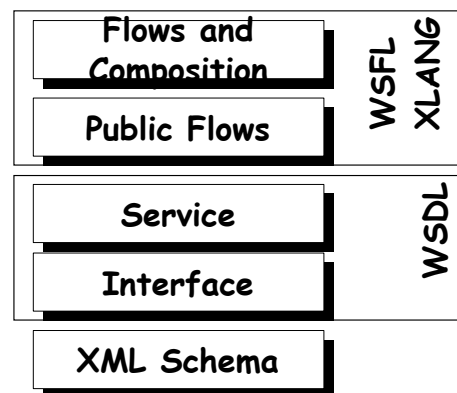 Flows and
Composition
WSFL
XLANG
Public Flows
Service
WSDL
Interface
XML Schema